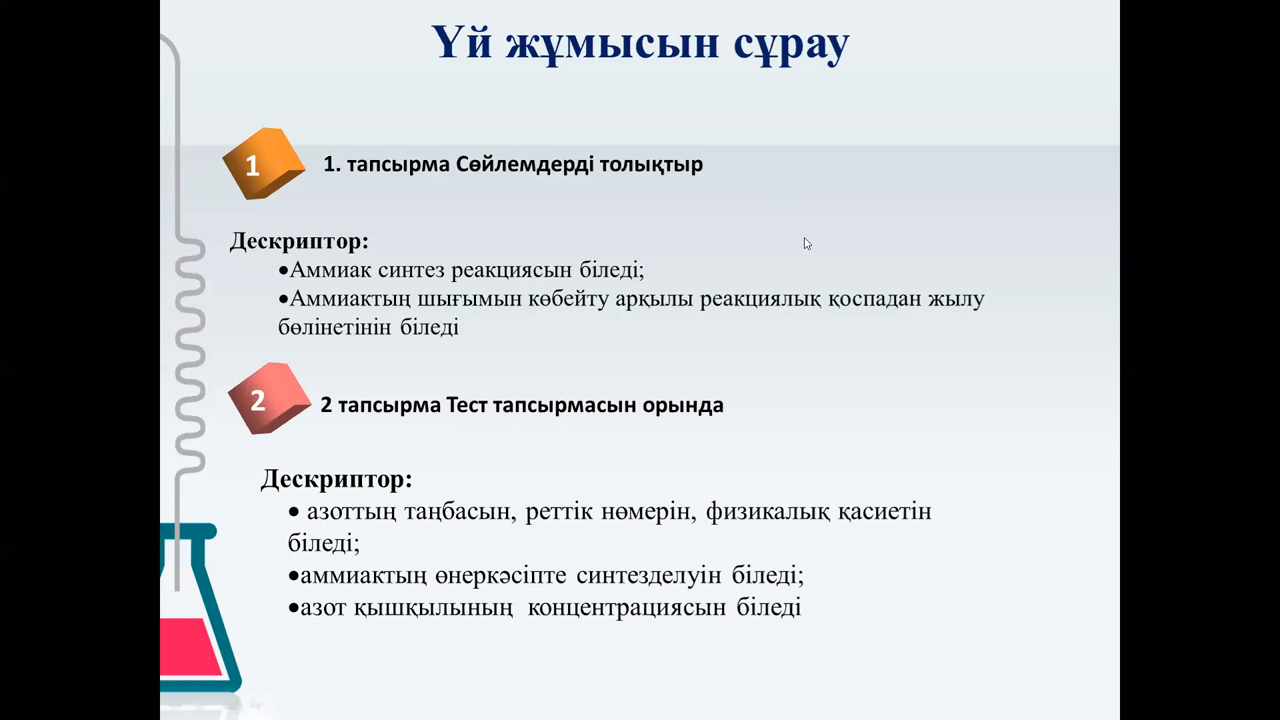 Үй жұмысын сұрау
1
1. тапсырма Сөйлемдерді толықтыр
Дескриптор:
•Аммиак синтез реакциясын біледі;
•Аммиактың шығымын көбейту арқылы реакциялық қоспадан жылу
бөлінетінін біледі
2
2 тапсырма Тест тапсырмасын орында
Дескриптор:
• азоттың таңбасын, реттік нөмерін, физикалық қасиетін
біледі;
•аммиактың өнеркәсіпте синтезделуін біледі;
•азот қышқылының концентрациясын біледі